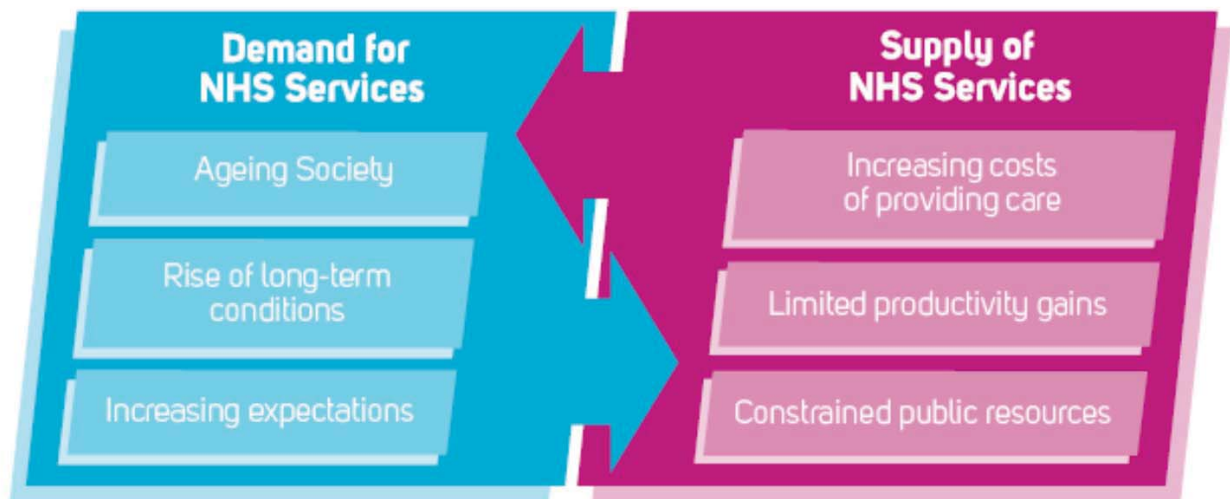 Demand for
NHS Services
Ageing Society
Rise of long-term
conditions
Increasing expectations
Supply of
NHS Services
Increasing costs
of providing care
Limited productivity gains
Constrained public resources